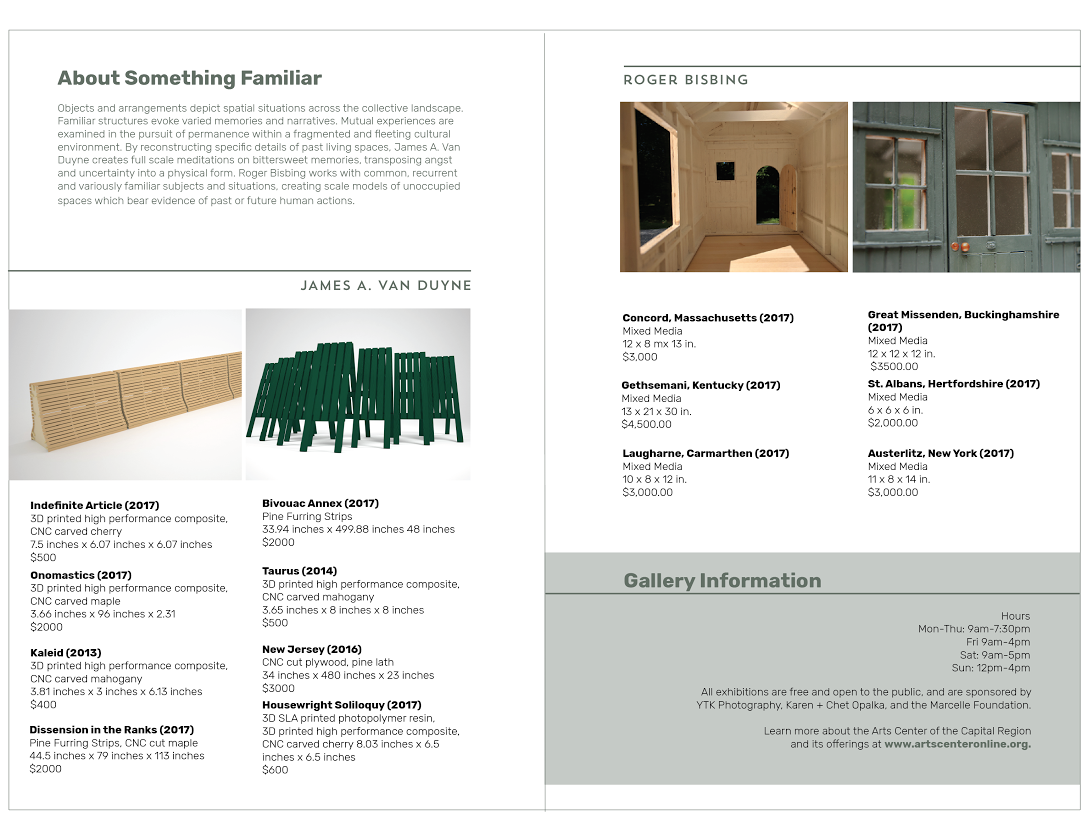 About Something Familiar
Objects and arrangements depict spatial situations across the collective landscape.
Familiar structures evoke varied memories and narratives. Mutual experiences are
examined in the pursuit of permanence within a fragmented and fleeting cultural
environment. By reconstructing specific details of past living spaces, James A. Van
Duyne creates full scale meditations on bittersweet memories, transposing angst
and uncertainty into a physical form. Roger Bisbing works with common, recurrent
and variously familiar subjects and situations, creating scale models of unoccupied
spaces which bear evidence of past or future human actions.
JAMES A. VAN DUYNE
Indefinite Article (2017)
3D printed high performance composite,
CNC carved cherry
7.5 inches x 6.07 inches x 6.07 inches
$500
Onomastics (2017)
3D printed high performance composite,
CNC carved maple
3.66 inches x 96 inches x 2.31
$2000
Kaleid (2013)
3D printed high performance composite,
CNC carved mahogany
3.81 inches x 3 inches x 6.13 inches
$400
Dissension in the Ranks (2017)
Pine Furring Strips, CNC cut maple
44.5 inches x 79 inches x 113 inches
$2000
Bivouac Annex (2017)
Pine Furring Strips
33.94 inches x 499.88 inches 48 inches
$2000
Taurus (2014)
3D printed high performance composite,
CNC carved mahogany
3.65 inches x 8 inches x 8 inches
$500
New Jersey (2016)
CNC cut plywood, pine lath
34 inches x 480 inches x 23 inches
$3000
Housewright Soliloquy (2017)
3D SLA printed photopolymer resin,
3D printed high performance composite,
CNC carved cherry 8.03 inches x 6.5
inches x 6.5 inches
$600
ROGER BISBING
Concord, Massachusetts (2017)
Mixed Media
12 x 8 mx 13 in.
$3,000
Gethsemani, Kentucky (2017)
Mixed Media
13 x 21 x 30 in.
$4,500.00
Laugharne, Carmarthen (2017)
Mixed Media
10 x 8 x 12 in.
$3,000.00
Great Missenden, Buckinghamshire
(2017)
Mixed Media
12 x 12 x 12 in.
$3500.00
St. Albans, Hertfordshire (2017)
Mixed Media
6 x 6 x 6 in.
$2,000.00
Austerlitz, New York (2017)
Mixed Media
11 x 8 x 14 in.
$3,000.00
Gallery Information
Hours
Mon-Thu: 9am-7:30pm
Fri 9am-4pm
Sat: 9am-5pm
Sun: 12pm-4pm
All exhibitions are free and open to the public, and are sponsored by
YTK Photography, Karen + Chet Opalka, and the Marcelle Foundation.
Learn more about the Arts Center of the Capital Region
and its offerings at www.artscenteronline.org.